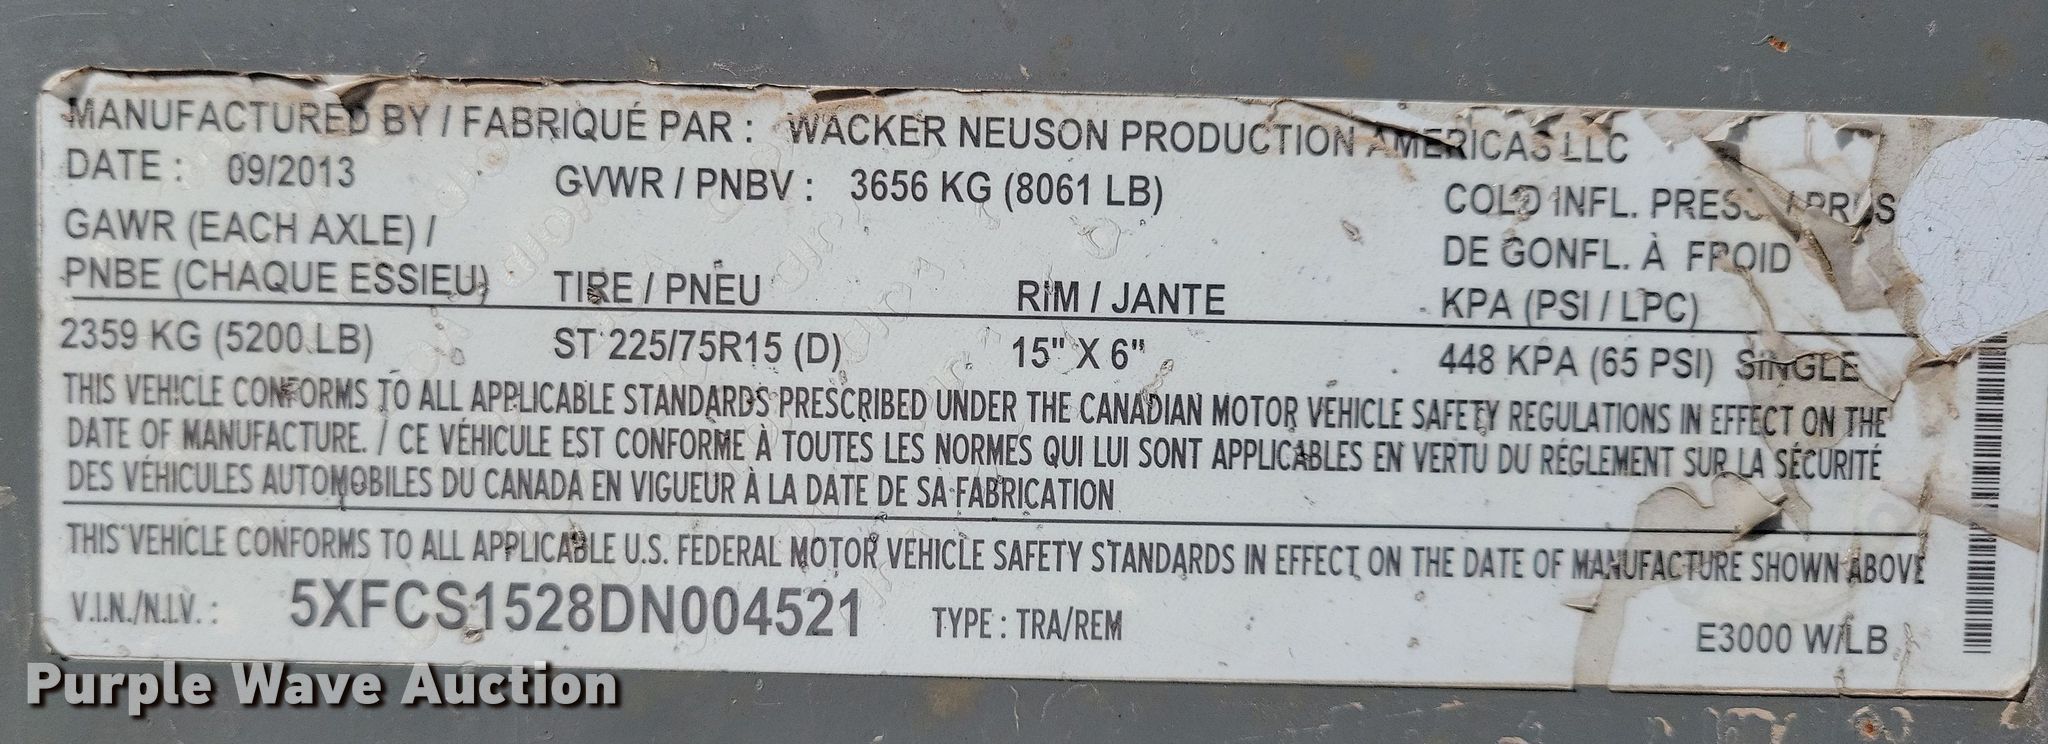 MANUFACTURED BY / FABRIQUÉ PAR : WACKER NEUSON PRODUCTION AMERICAS LLC
DATE : 09/2013 GVWR / PNBV : 3656 KG (8061 LB)
COLD INFL. PRESS. / PRES
DE GONFL. À FROID
KPA (PSI / LPC)
GAWR (EACH AXLE) /
PNBE (CHAQUE ESSIEU) TIRE / PNEU RIM / JANTE
2359 KG (5200 LB) ST 225/75R15 (D) 15" X 6" 448 KPA (65 PSI) SINGLE
THIS VEHICLE CONFORMS TO ALL APPLICABLE STANDARDS PRESCRIBED UNDER THE CANADIAN MOTOR VEHICLE SAFETY REGULATIONS IN EFFECT ON THE
DATE OF MANUFACTURE. / CE VÉHICULE EST CONFORME À TOUTES LES NORMES QUI LUI SONT APPLICABLES EN VERTU DU RÉGLEMENT SUR LA SÉCURITÉ
DES VÉHICULES AUTOMOBILES DU CANADA EN VIGUEUR À LA DATE DE SA FABRICATION
THIS VEHICLE CONFORMS TO ALL APPLICABLE U.S. FEDERAL MOTOR VEHICLE SAFETY STANDARDS IN EFFECT ON THE DATE OF MANUFACTURE SHOWN ABOVE
V.I.N./N.I.V. : 5XFCS1528DN004521 TYPE : TRA/REM E3000 W/LB
Purple Wave Auction